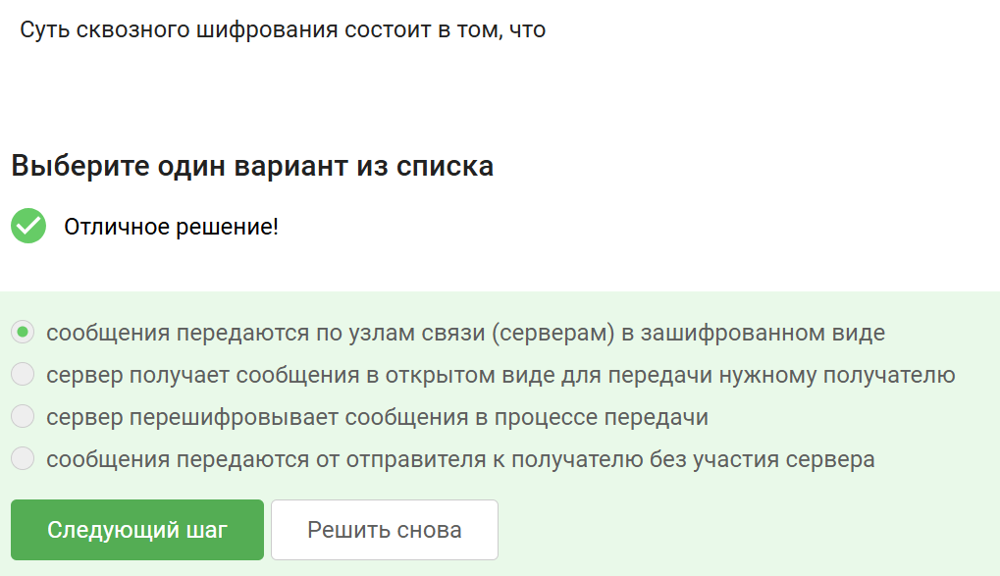 Суть сквозного шифрования состоит в том, что
Выберите один вариант из списка
Отличное решение!
сообщения передаются по узлам связи (серверам) в зашифрованном виде
сервер получает сообщения в открытом виде для передачи нужному получателю
сервер перешифровывает сообщения в процессе передачи
сообщения передаются от отправителя к получателю без участия сервера
Следующий шаг
Решить снова